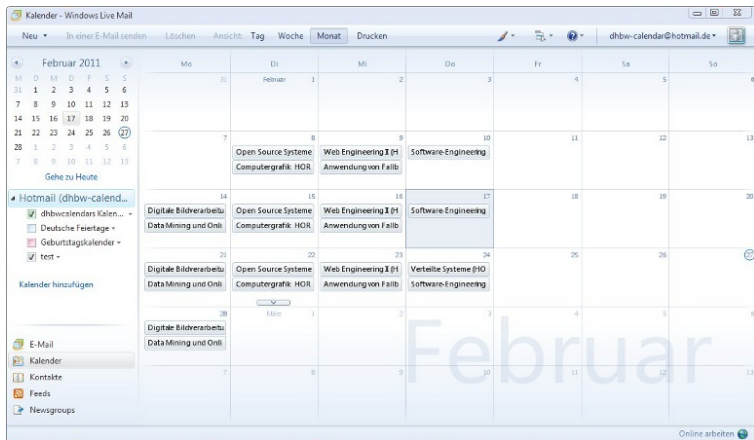 Kalender - Windows Live Mail
Neu In einer E-Mail senden Löschen Ansicht: Tag Woche Monat Drucken dhbw-calendar@hotmail.de
Februar 2011
M D M D F S S
31 1 2 3 4 5 6
7 8 9 10 11 12 13
14 15 16 17 18 19 20
21 22 23 24 25 26 27
28 1 2 3 4 5 6
7 8 9 10 11 12 13
Gehe zu Heute
Hotmail (dhbw-calend...
dhbwcalendars Kalen...
Deutsche Feiertage
Geburtstagskalender
test
Kalender hinzufügen
E-Mail
Kalender
Kontakte
Feeds
Newsgroups
Mo Di Mi Do Fr Sa So
31 Februar 1 2 3 4 5 6
7 8 9 10 11 12 13
Open Source Systeme Web Engineering I (H Software-Engineering
Computergrafik HOR Anwendung von Fallb
14 15 16 17 18 19 20
Digitale Bildverarbeitu Open Source Systeme Web Engineering I (H Software-Engineering
Data Mining und Onli Computergrafik HOR Anwendung von Fallb
21 22 23 24 25 26 27
Digitale Bildverarbeitu Open Source Systeme Web Engineering I (H Verteilte Systeme (HO
Data Mining und Onli Computergrafik HOR Anwendung von Fallb Software-Engineering
28 März 1 2 3 4 5 6
Digitale Bildverarbeitu
Data Mining und Onli
Februar
7 8 9 10 11 12 13
Online arbeiten